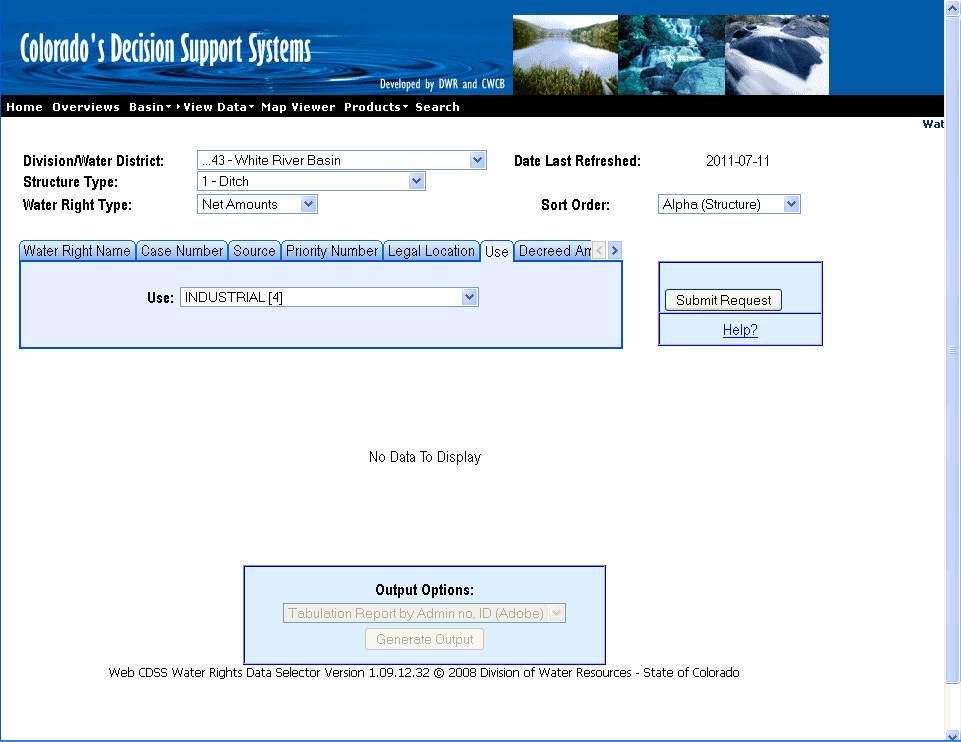 Colorado's Decision Support Systems
Developed by DWR and CWCB
Home Overviews Basin View Data Map Viewer Products Search
Wat
Division/Water District: ...43 - White River Basin Date Last Refreshed: 2011-07-11
Structure Type: 1 - Ditch
Water Right Type: Net Amounts Sort Order: Alpha (Structure)
Water Right Name Case Number Source Priority Number Legal Location Use Decreed Am < >
Use: INDUSTRIAL [4]
Submit Request
Help?
No Data To Display
Output Options:
Tabulation Report by Admin no, ID (Adobe)
Generate Output
Web CDSS Water Rights Data Selector Version 1.09.12.32 © 2008 Division of Water Resources - State of Colorado